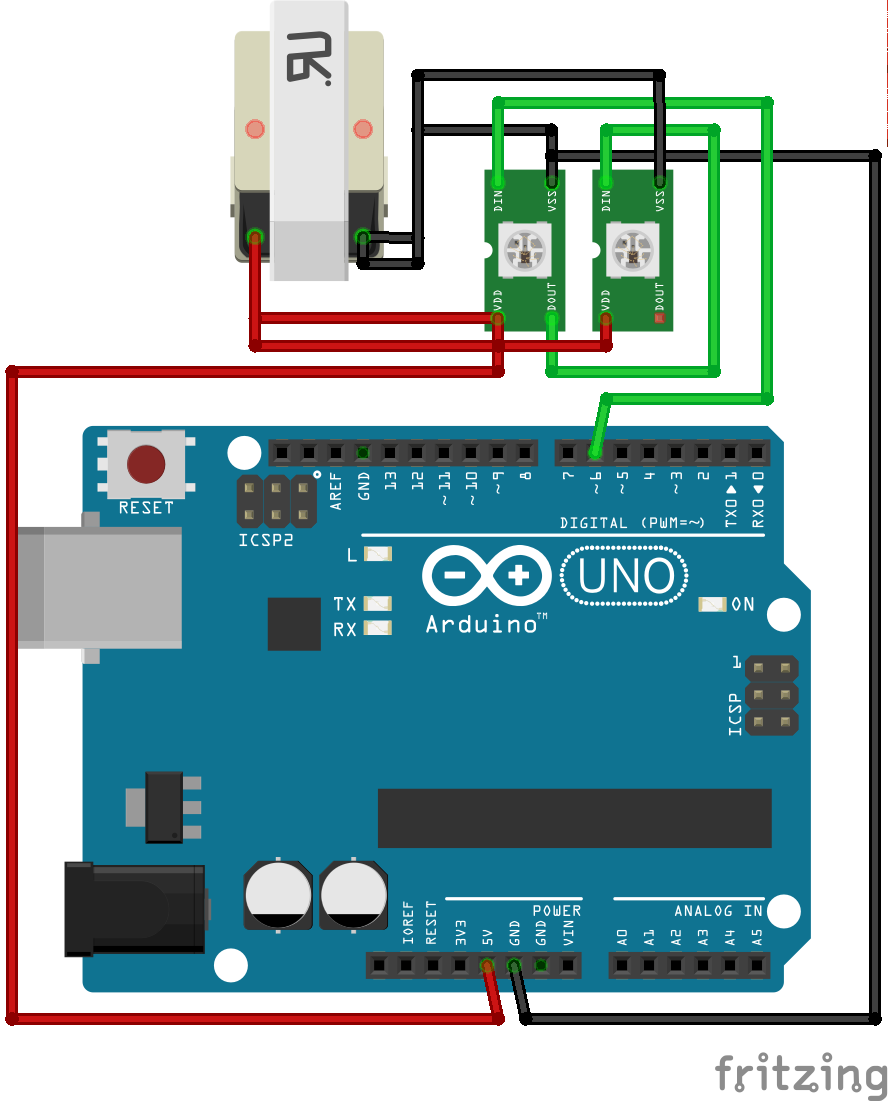 DIN
VSS
DIN
VSS
VDD
DOUT
VDD
DOUT
RESET
AREF
GND
13
12
~11
~10
~9
8
7
~6
~5
4
~3
2
TX0▶1
RX0◀0
ICSP2
DIGITAL (PWM=~)
L
TX
RX
UNO
Arduino™
ON
1
ICSP
POWER
ANALOG IN
IOREF
RESET
3V3
5V
GND
GND
VIN
A0
A1
A2
A3
A4
A5
fritzing